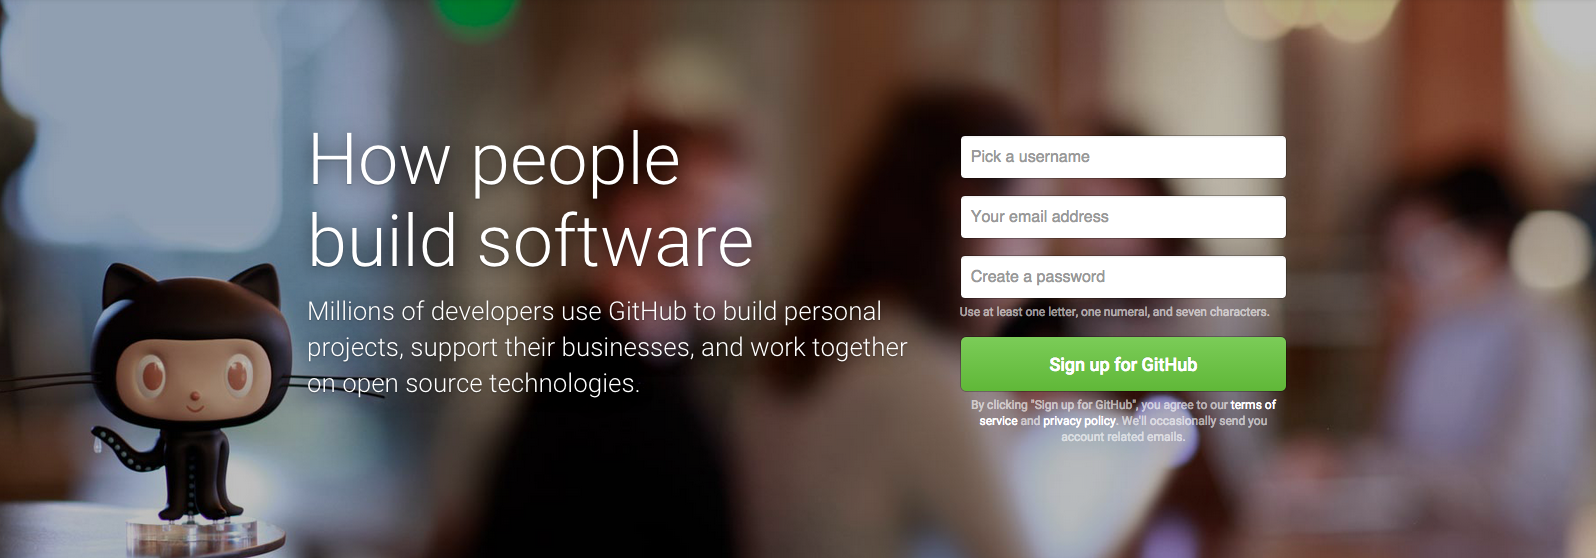 How people
build software
Millions of developers use GitHub to build personal
projects, support their businesses, and work together
on open source technologies.
Pick a username
Your email address
Create a password
Use at least one letter, one numeral, and seven characters.
Sign up for GitHub
By clicking "Sign up for GitHub", you agree to our terms of
service and privacy policy. We'll occasionally send you
account related emails.